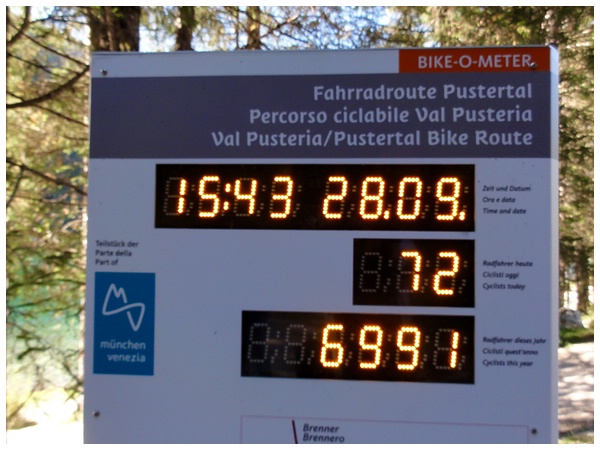 BIKE-O-METER
Fahrradroute Pustertal
Percorso ciclabile Val Pusteria
Val Pusteria/Pustertal Bike Route
15:43 28.09.
Zeit und Datum
Ora e data
Time and date
Teilstück der
Parte della
Part of
72
Radfahrer heute
Ciclisti oggi
Cyclists today
münchen
venezia
6991
Radfahrer dieses Jahr
Ciclisti quest'anno
Cyclists this year
Brenner
Brennero